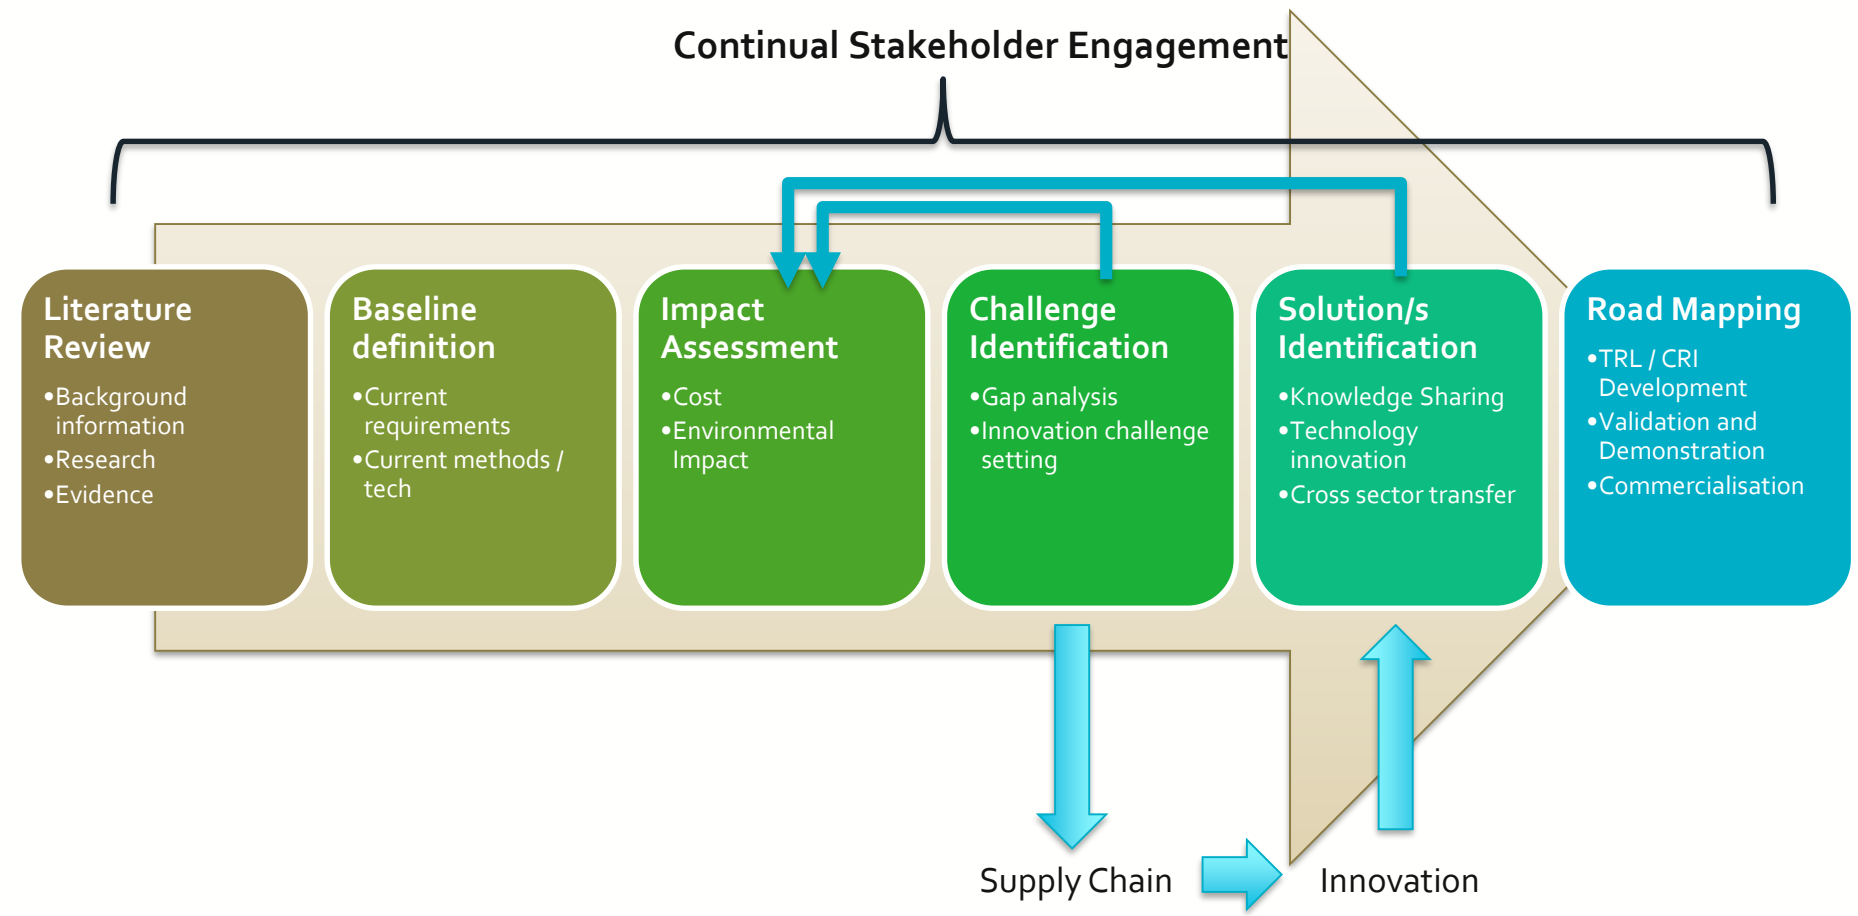 Continual Stakeholder Engagement
Literature
Review
•Background
information
•Research
•Evidence
Baseline
definition
•Current
requirements
•Current methods /
tech
Impact
Assessment
•Cost
•Environmental
Impact
Challenge
Identification
•Gap analysis
•Innovation challenge
setting
Solution/s
Identification
•Knowledge Sharing
•Technology
innovation
•Cross sector transfer
Road Mapping
•TRL / CRI
Development
•Validation and
Demonstration
•Commercialisation
Supply Chain
Innovation